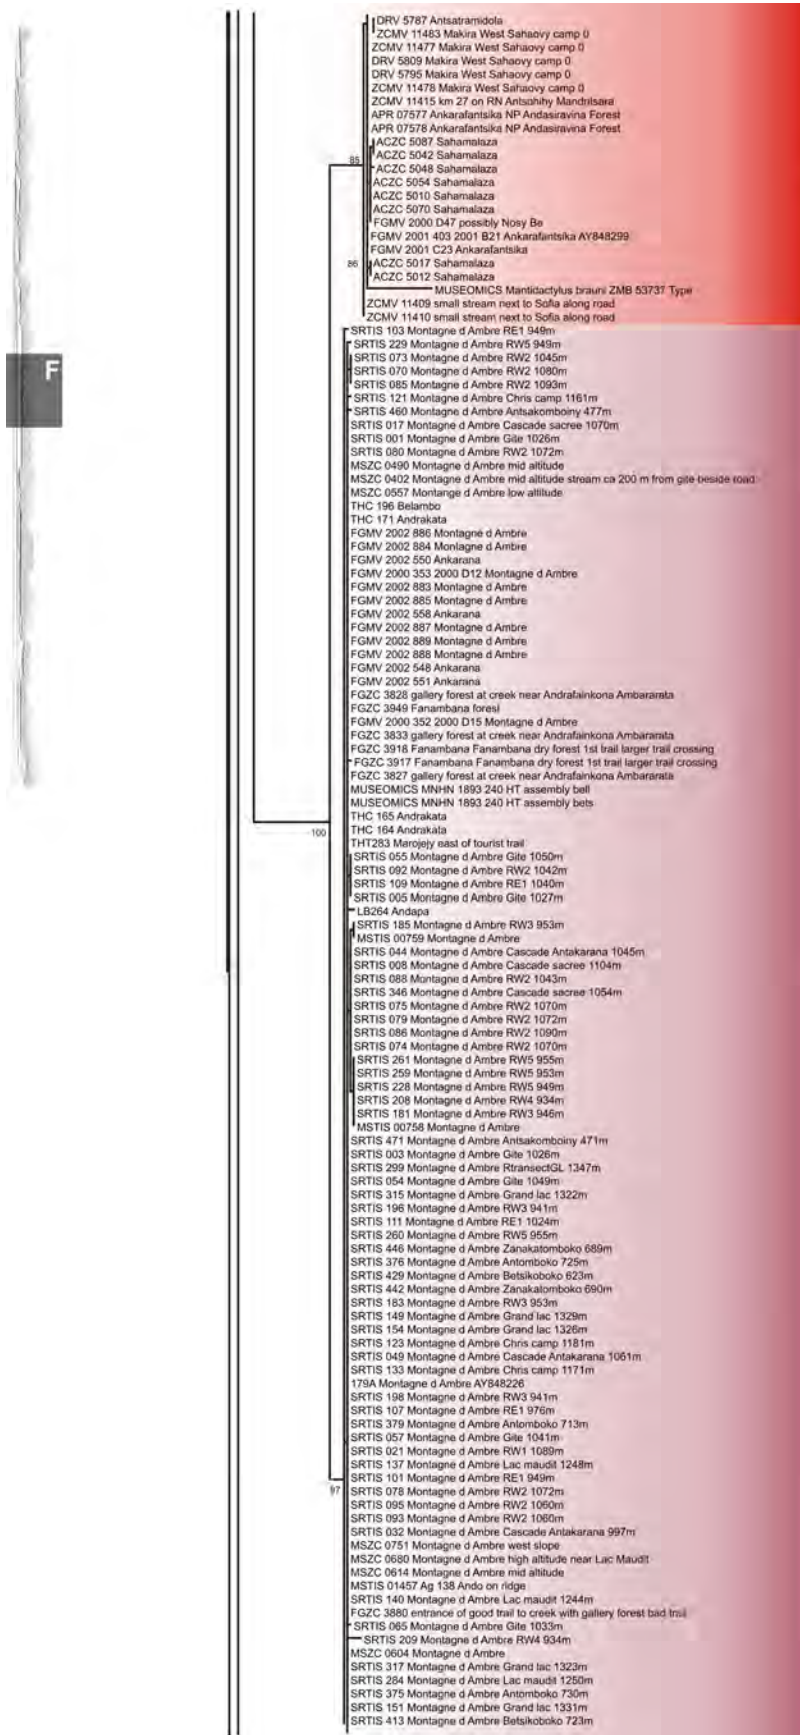 DRV 5787 Antsatramidola
ZCMV 11483 Makira West Sahaovy camp 0
ZCMV 11477 Makira West Sahaovy camp 0
DRV 5809 Makira West Sahaovy camp 0
DRV 5795 Makira West Sahaovy camp 0
ZCMV 11478 Makira West Sahaovy camp 0
ZCMV 11415 km 27 on RN Antsohihy Mandritsara
APR 07577 Ankarafantsika NP Andasiravina Forest
APR 07578 Ankarafantsika NP Andasiravina Forest
ACZC 5087 Sahamalaza
ACZC 5042 Sahamalaza
85
ACZC 5048 Sahamalaza
ACZC 5054 Sahamalaza
ACZC 5010 Sahamalaza
ACZC 5070 Sahamalaza
FGMV 2000 D47 possibly Nosy Be
FGMV 2001 403 2001 B21 Ankarafantsika AY848299
FGMV 2001 C23 Ankarafantsika
86
ACZC 5017 Sahamalaza
ACZC 5012 Sahamalaza
MUSEOMICS Mantidactylus brauni ZMB 53737 Type
ZCMV 11409 small stream next to Sofia along road
ZCMV 11410 small stream next to Sofia along road
SRTIS 103 Montagne d Ambre RE1 949m
SRTIS 229 Montagne d Ambre RW5 949m
SRTIS 073 Montagne d Ambre RW2 1045m
F
SRTIS 070 Montagne d Ambre RW2 1080m
SRTIS 085 Montagne d Ambre RW2 1093m
SRTIS 121 Montagne d Ambre Chris camp 1161m
SRTIS 460 Montagne d Ambre Antsakomboiny 477m
SRTIS 017 Montagne d Ambre Cascade sacree 1070m
SRTIS 001 Montagne d Ambre Gite 1026m
SRTIS 080 Montagne d Ambre RW2 1072m
MSZC 0490 Montagne d Ambre mid altitude
MSZC 0402 Montagne d Ambre mid altitude stream ca 200 m from gite beside road
MSZC 0557 Montange d Ambre low altitude
THC 196 Belambo
THC 171 Andrakata
FGMV 2002 886 Montagne d Ambre
FGMV 2002 884 Montagne d Ambre
FGMV 2002 550 Ankarana
FGMV 2000 353 2000 D12 Montagne d Ambre
FGMV 2002 883 Montagne d Ambre
FGMV 2002 885 Montagne d Ambre
FGMV 2002 558 Ankarana
FGMV 2002 887 Montagne d Ambre
FGMV 2002 889 Montagne d Ambre
FGMV 2002 888 Montagne d Ambre
FGMV 2002 548 Ankarana
FGMV 2002 551 Ankarana
FGZC 3828 gallery forest at creek near Andrafainkona Ambararata
FGZC 3949 Fanambana forest
FGMV 2000 352 2000 D15 Montagne d Ambre
FGZC 3833 gallery forest at creek near Andrafainkona Ambararata
FGZC 3918 Fanambana Fanambana dry forest 1st trail larger trail crossing
FGZC 3917 Fanambana Fanambana dry forest 1st trail larger trail crossing
FGZC 3827 gallery forest at creek near Andrafainkona Ambararata
MUSEOMICS MNHN 1893 240 HT assembly bell
MUSEOMICS MNHN 1893 240 HT assembly bets
THC 165 Andrakata
100
THC 164 Andrakata
THT283 Marojejy east of tourist trail
SRTIS 055 Montagne d Ambre Gite 1050m
SRTIS 092 Montagne d Ambre RW2 1042m
SRTIS 109 Montagne d Ambre RE1 1040m
SRTIS 005 Montagne d Ambre Gite 1027m
LB264 Andapa
SRTIS 185 Montagne d Ambre RW3 953m
MSTIS 00759 Montagne d Ambre
SRTIS 044 Montagne d Ambre Cascade Antakarana 1045m
SRTIS 008 Montagne d Ambre Cascade sacree 1104m
SRTIS 088 Montagne d Ambre RW2 1043m
SRTIS 346 Montagne d Ambre Cascade sacree 1054m
SRTIS 075 Montagne d Ambre RW2 1070m
SRTIS 079 Montagne d Ambre RW2 1072m
SRTIS 086 Montagne d Ambre RW2 1090m
SRTIS 074 Montagne d Ambre RW2 1070m
SRTIS 261 Montagne d Ambre RW5 955m
SRTIS 259 Montagne d Ambre RW5 953m
SRTIS 228 Montagne d Ambre RW5 949m
SRTIS 208 Montagne d Ambre RW4 934m
SRTIS 181 Montagne d Ambre RW3 946m
MSTIS 00758 Montagne d Ambre
SRTIS 471 Montagne d Ambre Antsakomboiny 471m
SRTIS 003 Montagne d Ambre Gite 1026m
SRTIS 299 Montagne d Ambre RtransectGL 1347m
SRTIS 054 Montagne d Ambre Gite 1049m
SRTIS 315 Montagne d Ambre Grand lac 1322m
SRTIS 196 Montagne d Ambre RW3 941m
SRTIS 111 Montagne d Ambre RE1 1024m
SRTIS 260 Montagne d Ambre RW5 955m
SRTIS 446 Montagne d Ambre Zanakatomboko 689m
SRTIS 376 Montagne d Ambre Antomboko 725m
SRTIS 429 Montagne d Ambre Betsikoboko 623m
SRTIS 442 Montagne d Ambre Zanakatomboko 690m
SRTIS 183 Montagne d Ambre RW3 953m
SRTIS 149 Montagne d Ambre Grand lac 1329m
SRTIS 154 Montagne d Ambre Grand lac 1326m
SRTIS 123 Montagne d Ambre Chris camp 1181m
SRTIS 049 Montagne d Ambre Cascade Antakarana 1061m
SRTIS 133 Montagne d Ambre Chris camp 1171m
179A Montagne d Ambre AY848226
SRTIS 198 Montagne d Ambre RW3 941m
SRTIS 107 Montagne d Ambre RE1 976m
SRTIS 379 Montagne d Ambre Antomboko 713m
SRTIS 057 Montagne d Ambre Gite 1041m
SRTIS 021 Montagne d Ambre RW1 1089m
SRTIS 137 Montagne d Ambre Lac maudit 1248m
SRTIS 101 Montagne d Ambre RE1 949m
97
SRTIS 078 Montagne d Ambre RW2 1072m
SRTIS 095 Montagne d Ambre RW2 1060m
SRTIS 093 Montagne d Ambre RW2 1060m
SRTIS 032 Montagne d Ambre Cascade Antakarana 997m
MSZC 0751 Montagne d Ambre west slope
MSZC 0680 Montagne d Ambre high altitude near Lac Maudit
MSZC 0614 Montagne d Ambre mid altitude
MSTIS 01457 Ag 138 Ando on ridge
SRTIS 140 Montagne d Ambre Lac maudit 1244m
FGZC 3880 entrance of good trail to creek with gallery forest bad trail
SRTIS 065 Montagne d Ambre Gite 1033m
SRTIS 209 Montagne d Ambre RW4 934m
MSZC 0604 Montagne d Ambre
SRTIS 317 Montagne d Ambre Grand lac 1323m
SRTIS 284 Montagne d Ambre Lac maudit 1250m
SRTIS 375 Montagne d Ambre Antomboko 730m
SRTIS 151 Montagne d Ambre Grand lac 1331m
SRTIS 413 Montagne d Ambre Betsikoboko 723m